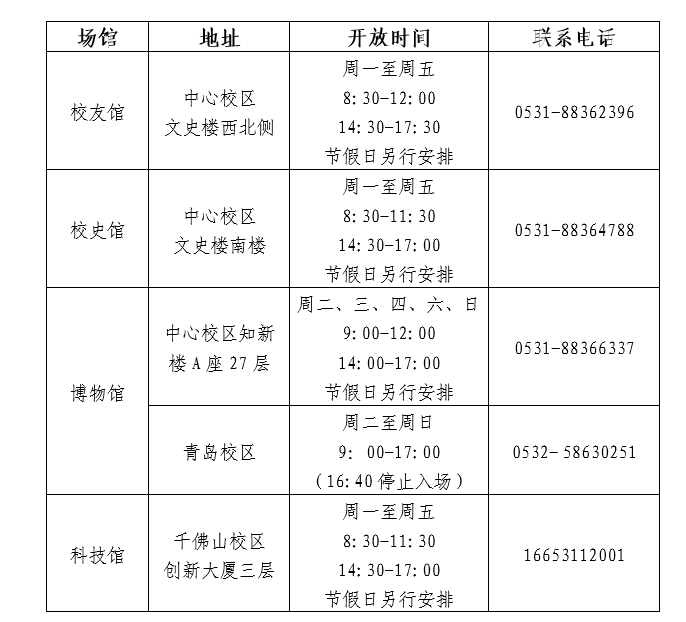 场馆 地址 开放时间 联系电话
校友馆
中心校区
文史楼西北侧
周一至周五
8:30-12:00
14:30-17:30
节假日另行安排
0531-88362396
校史馆
中心校区
文史楼南楼
周一至周五
8:30-11:30
14:30-17:00
节假日另行安排
0531-88364788
博物馆
中心校区知新
楼A座27层
周二、三、四、六、日
9:00-12:00
14:00-17:00
节假日另行安排
0531-88366337
青岛校区
周二至周日
9: 00-17:00
(16:40停止入场)
0532- 58630251
科技馆
千佛山校区
创新大厦三层
周一至周五
8:30-11:30
14:30-17:00
节假日另行安排
16653112001